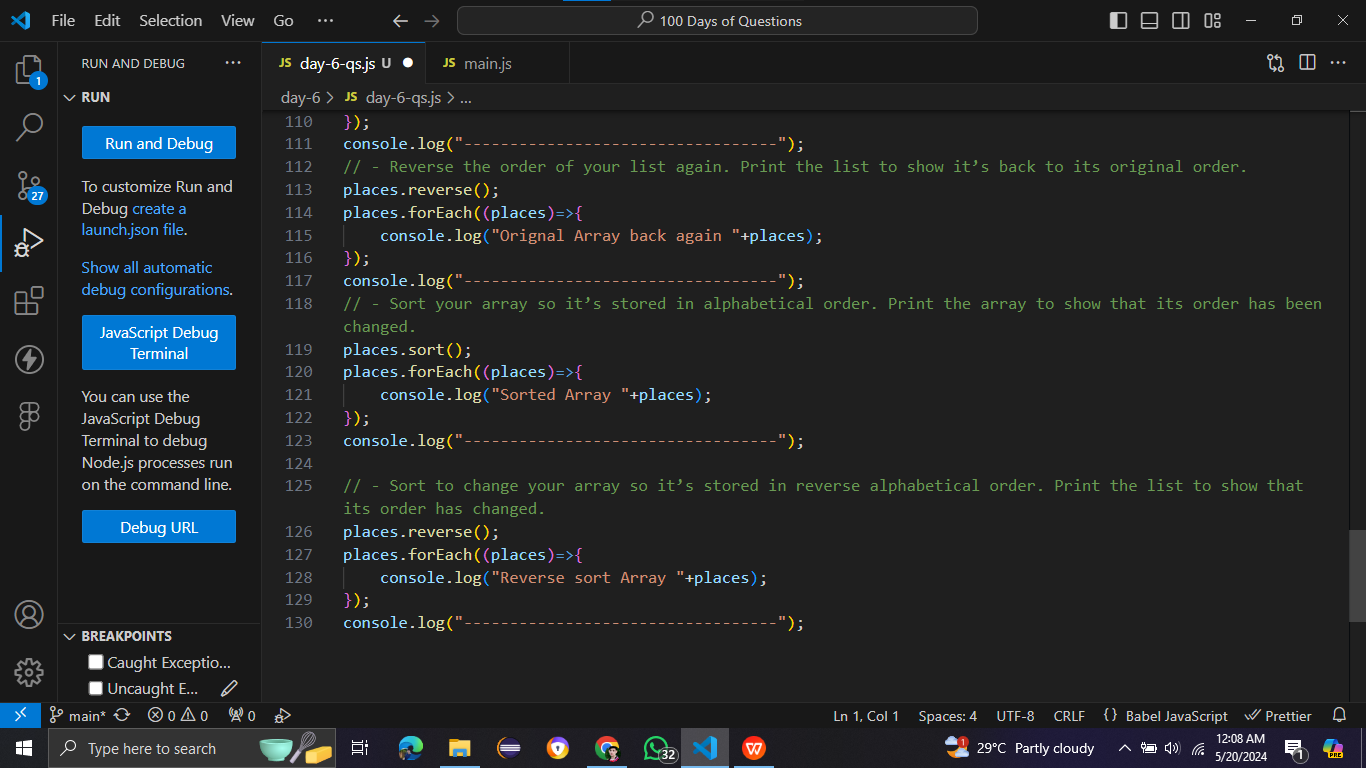 File Edit Selection View Go ··· 100 Days of Questions
RUN AND DEBUG ···
JS day-6-qs.js U ●
JS main.js
1
RUN
day-6 > JS day-6-qs.js > ...
Run and Debug
To customize Run and
Debug create a
launch.json file.
Show all automatic
debug configurations.
JavaScript Debug
Terminal
You can use the
JavaScript Debug
Terminal to debug
Node.js processes run
on the command line.
Debug URL
27
BREAKPOINTS
Caught Exceptio...
Uncaught E...
110 });
111 console.log("----------------------------------");
112 // - Reverse the order of your list again. Print the list to show it’s back to its original order.
113 places.reverse();
114 places.forEach((places)=>{
115     console.log("Orignal Array back again "+places);
116 });
117 console.log("----------------------------------");
118 // - Sort your array so it’s stored in alphabetical order. Print the array to show that its order has been
changed.
119 places.sort();
120 places.forEach((places)=>{
121     console.log("Sorted Array "+places);
122 });
123 console.log("----------------------------------");
124
125 // - Sort to change your array so it’s stored in reverse alphabetical order. Print the list to show that
its order has changed.
126 places.reverse();
127 places.forEach((places)=>{
128     console.log("Reverse sort Array "+places);
129 });
130 console.log("----------------------------------");
main* 0 0 0 Ln 1, Col 1 Spaces: 4 UTF-8 CRLF {} Babel JavaScript Prettier
Type here to search 32 W 1 29°C Partly cloudy 12:08 AM 1 PRE
5/20/2024